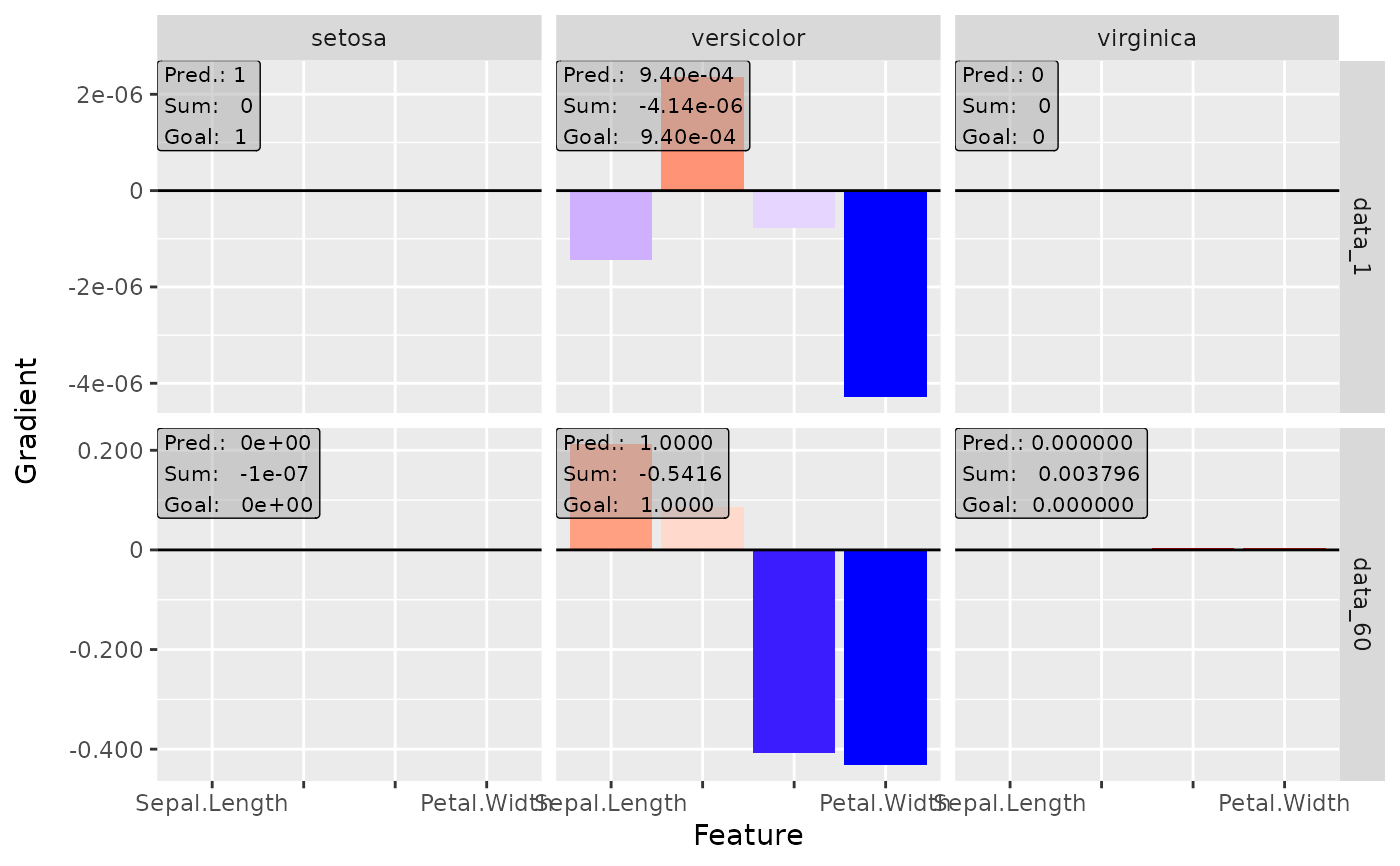 setosa
versicolor
virginica
Pred.: 1
Sum: 0
Goal: 1
Pred.: 9.40e-04
Sum: -4.14e-06
Goal: 9.40e-04
Pred.: 0
Sum: 0
Goal: 0
2e-06
0
-2e-06
-4e-06
data_1
Gradient
Pred.: 0e+00
Sum: -1e-07
Goal: 0e+00
Pred.: 1.0000
Sum: -0.5416
Goal: 1.0000
Pred.: 0.000000
Sum: 0.003796
Goal: 0.000000
0.200
0
-0.200
-0.400
data_60
Sepal.Length
Petal.Width
Sepal.Length
Petal.Width
Sepal.Length
Petal.Width
Feature